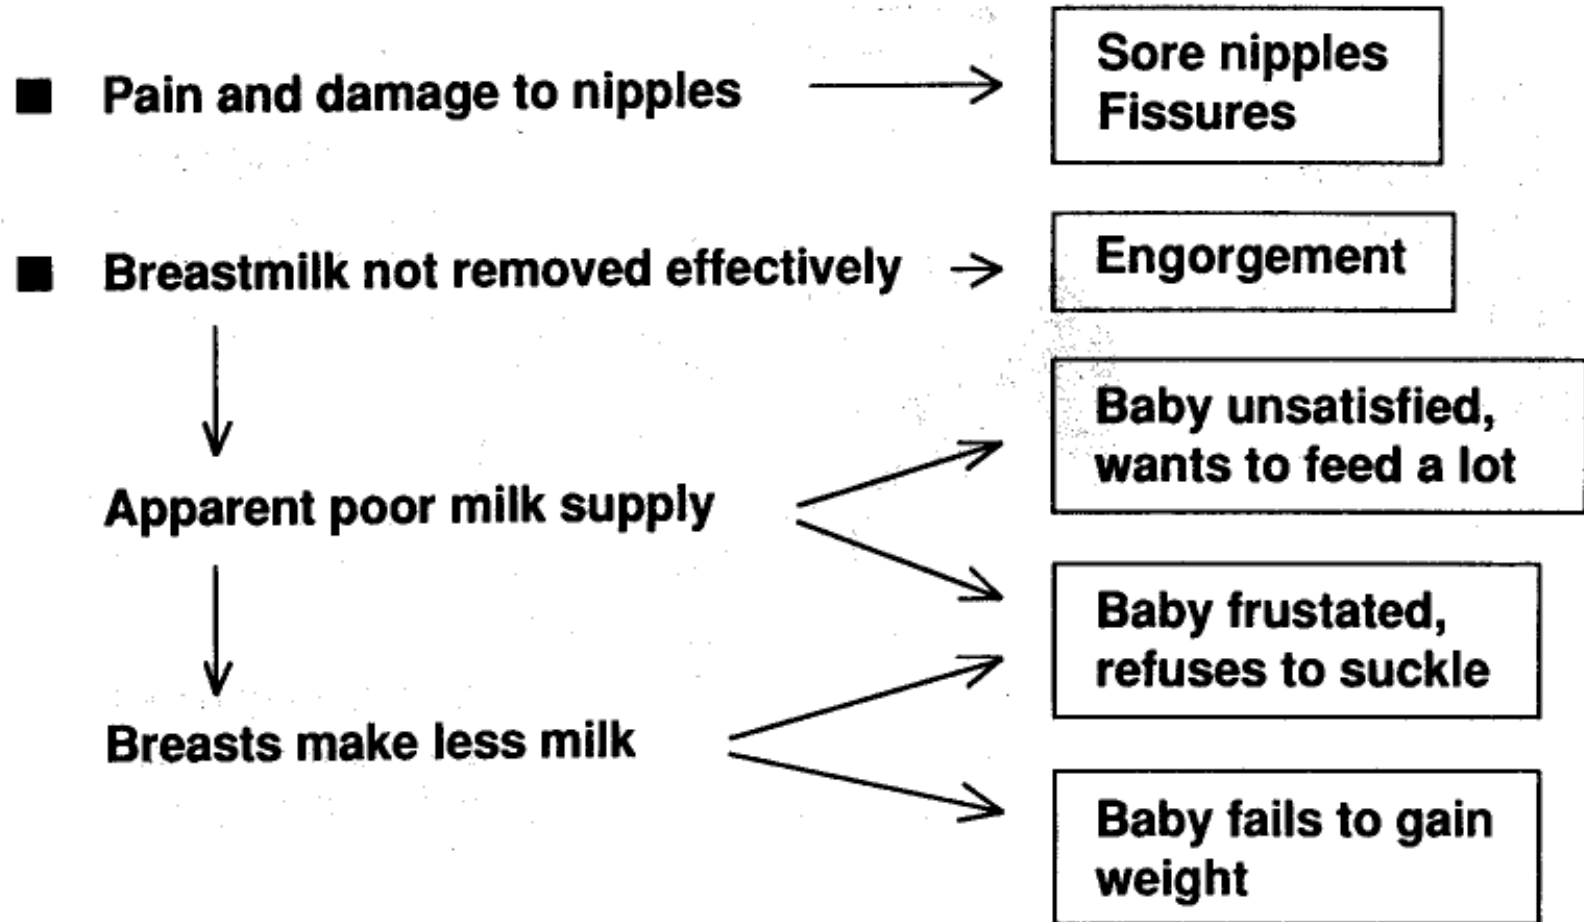 Pain and damage to nipples
Sore nipples
Fissures
Breastmilk not removed effectively
Engorgement
Apparent poor milk supply
Baby unsatisfied,
wants to feed a lot
Baby frustated,
refuses to suckle
Breasts make less milk
Baby fails to gain
weight